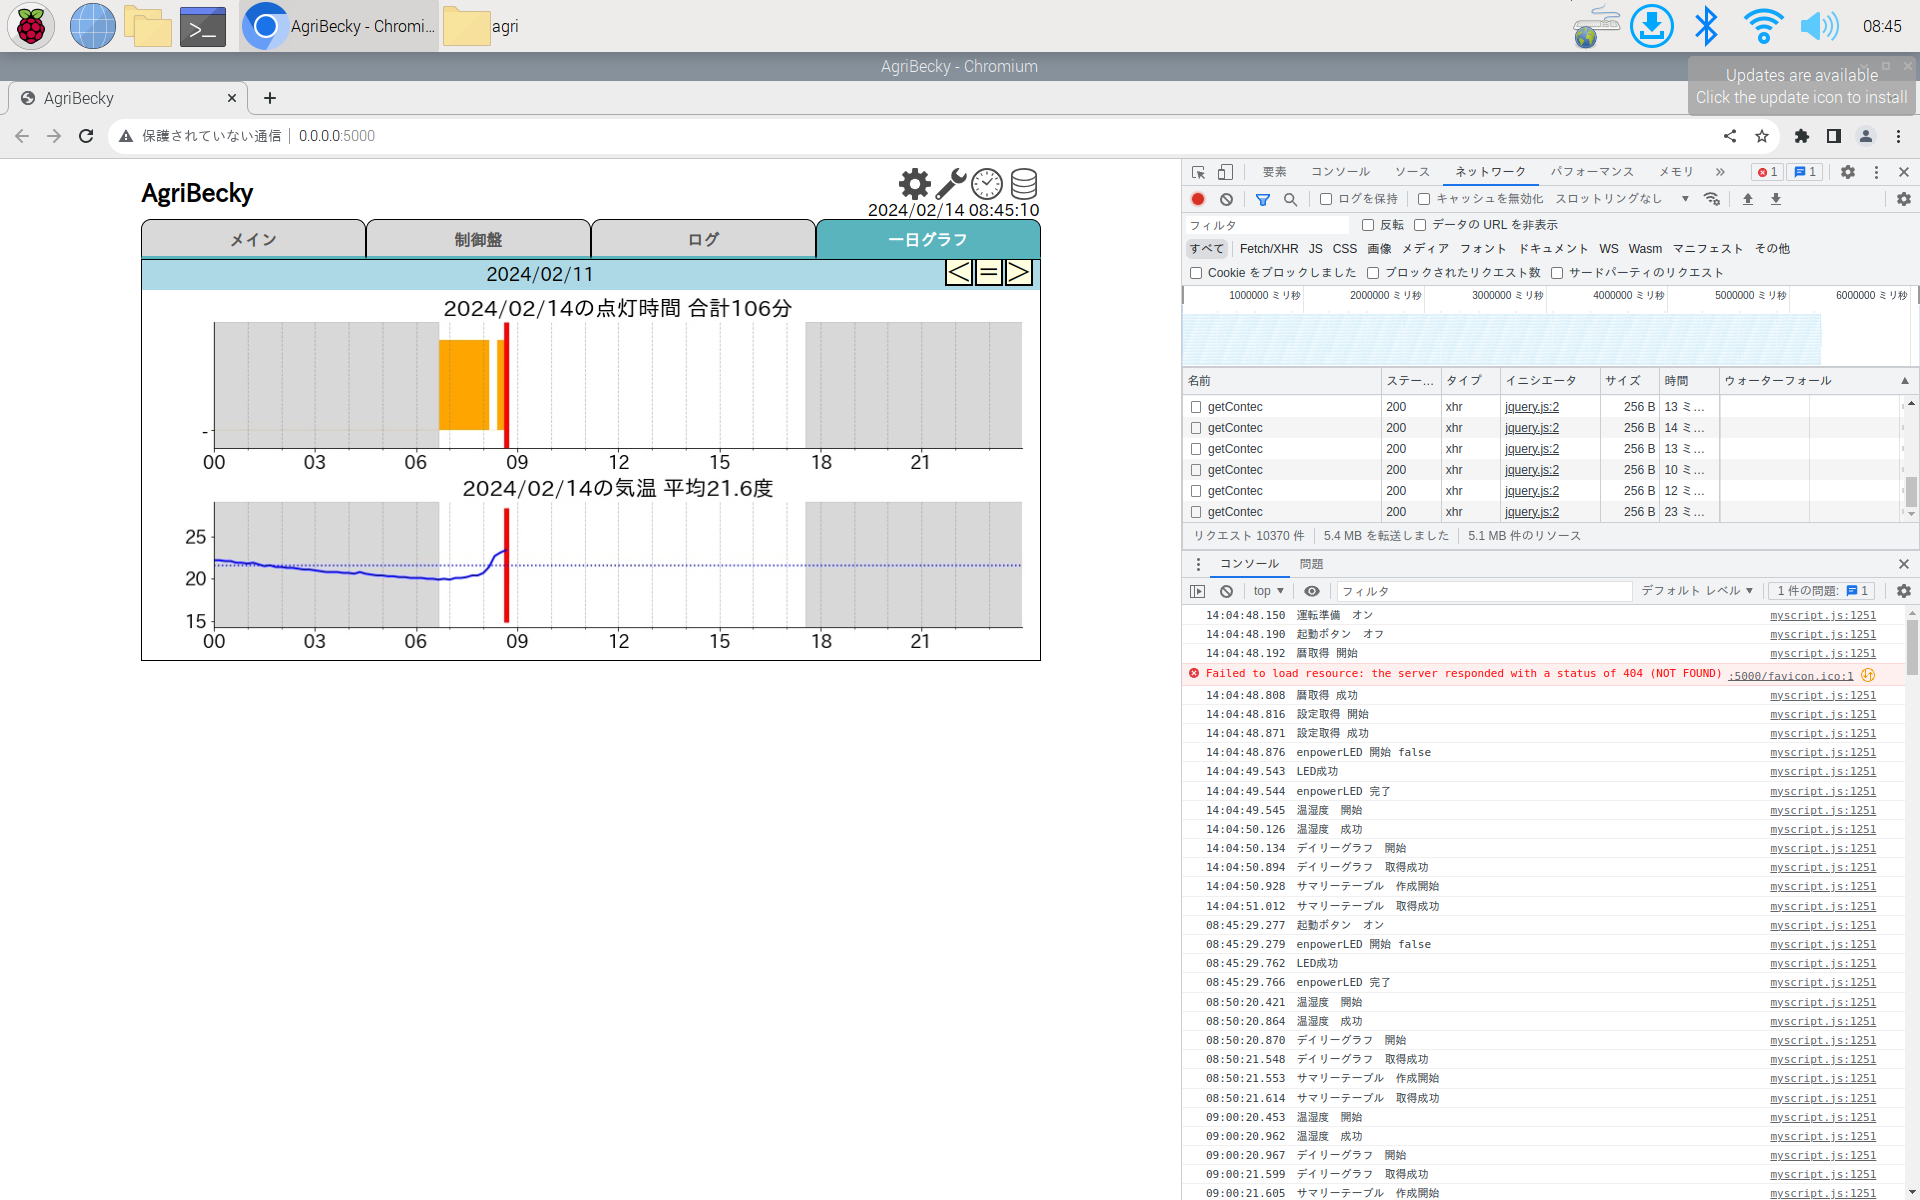 AgriBecky - Chromi...
agri
08:45
AgriBecky - Chromium
Updates are available
Click the update icon to install
AgriBecky
保護されていない通信
0.0.0.0:5000
AgriBecky
2024/02/14 08:45:10
メイン
制御盤
ログ
一日グラフ
2024/02/11
< = >
2024/02/14の点灯時間 合計106分
-
00 03 06 09 12 15 18 21
2024/02/14の気温 平均21.6度
25
20
15
00 03 06 09 12 15 18 21
要素 コンソール ソース ネットワーク パフォーマンス メモリ » 1 1
ログを保持 キャッシュを無効化 スロットリングなし
フィルタ 反転 データの URL を非表示
すべて Fetch/XHR JS CSS 画像 メディア フォント ドキュメント WS Wasm マニフェスト その他
Cookie をブロックしました ブロックされたリクエスト数 サードパーティのリクエスト
1000000 ミリ秒 2000000 ミリ秒 3000000 ミリ秒 4000000 ミリ秒 5000000 ミリ秒 6000000 ミリ秒
名前 ステー... タイプ イニシエータ サイズ 時間 ウォーターフォール
getContec 200 xhr jquery.js:2 256 B 13 ミ...
getContec 200 xhr jquery.js:2 256 B 14 ミ...
getContec 200 xhr jquery.js:2 256 B 13 ミ...
getContec 200 xhr jquery.js:2 256 B 10 ミ...
getContec 200 xhr jquery.js:2 256 B 12 ミ...
getContec 200 xhr jquery.js:2 256 B 23 ミ...
リクエスト 10370 件 5.4 MB を転送しました 5.1 MB 件のリソース
コンソール 問題
top フィルタ デフォルト レベル 1 件の問題: 1
14:04:48.150 運転準備 オン myscript.js:1251
14:04:48.190 起動ボタン オフ myscript.js:1251
14:04:48.192 暦取得 開始 myscript.js:1251
Failed to load resource: the server responded with a status of 404 (NOT FOUND) :5000/favicon.ico:1
14:04:48.808 暦取得 成功 myscript.js:1251
14:04:48.816 設定取得 開始 myscript.js:1251
14:04:48.871 設定取得 成功 myscript.js:1251
14:04:48.876 enpowerLED 開始 false myscript.js:1251
14:04:49.543 LED成功 myscript.js:1251
14:04:49.544 enpowerLED 完了 myscript.js:1251
14:04:49.545 温湿度 開始 myscript.js:1251
14:04:50.126 温湿度 成功 myscript.js:1251
14:04:50.134 デイリーグラフ 開始 myscript.js:1251
14:04:50.894 デイリーグラフ 取得成功 myscript.js:1251
14:04:50.928 サマリーテーブル 作成開始 myscript.js:1251
14:04:51.012 サマリーテーブル 取得成功 myscript.js:1251
08:45:29.277 起動ボタン オン myscript.js:1251
08:45:29.279 enpowerLED 開始 false myscript.js:1251
08:45:29.762 LED成功 myscript.js:1251
08:45:29.766 enpowerLED 完了 myscript.js:1251
08:50:20.421 温湿度 開始 myscript.js:1251
08:50:20.864 温湿度 成功 myscript.js:1251
08:50:20.870 デイリーグラフ 開始 myscript.js:1251
08:50:21.548 デイリーグラフ 取得成功 myscript.js:1251
08:50:21.553 サマリーテーブル 作成開始 myscript.js:1251
08:50:21.614 サマリーテーブル 取得成功 myscript.js:1251
09:00:20.453 温湿度 開始 myscript.js:1251
09:00:20.962 温湿度 成功 myscript.js:1251
09:00:20.967 デイリーグラフ 開始 myscript.js:1251
09:00:21.599 デイリーグラフ 取得成功 myscript.js:1251
09:00:21.605 サマリーテーブル 作成開始 myscript.js:1251